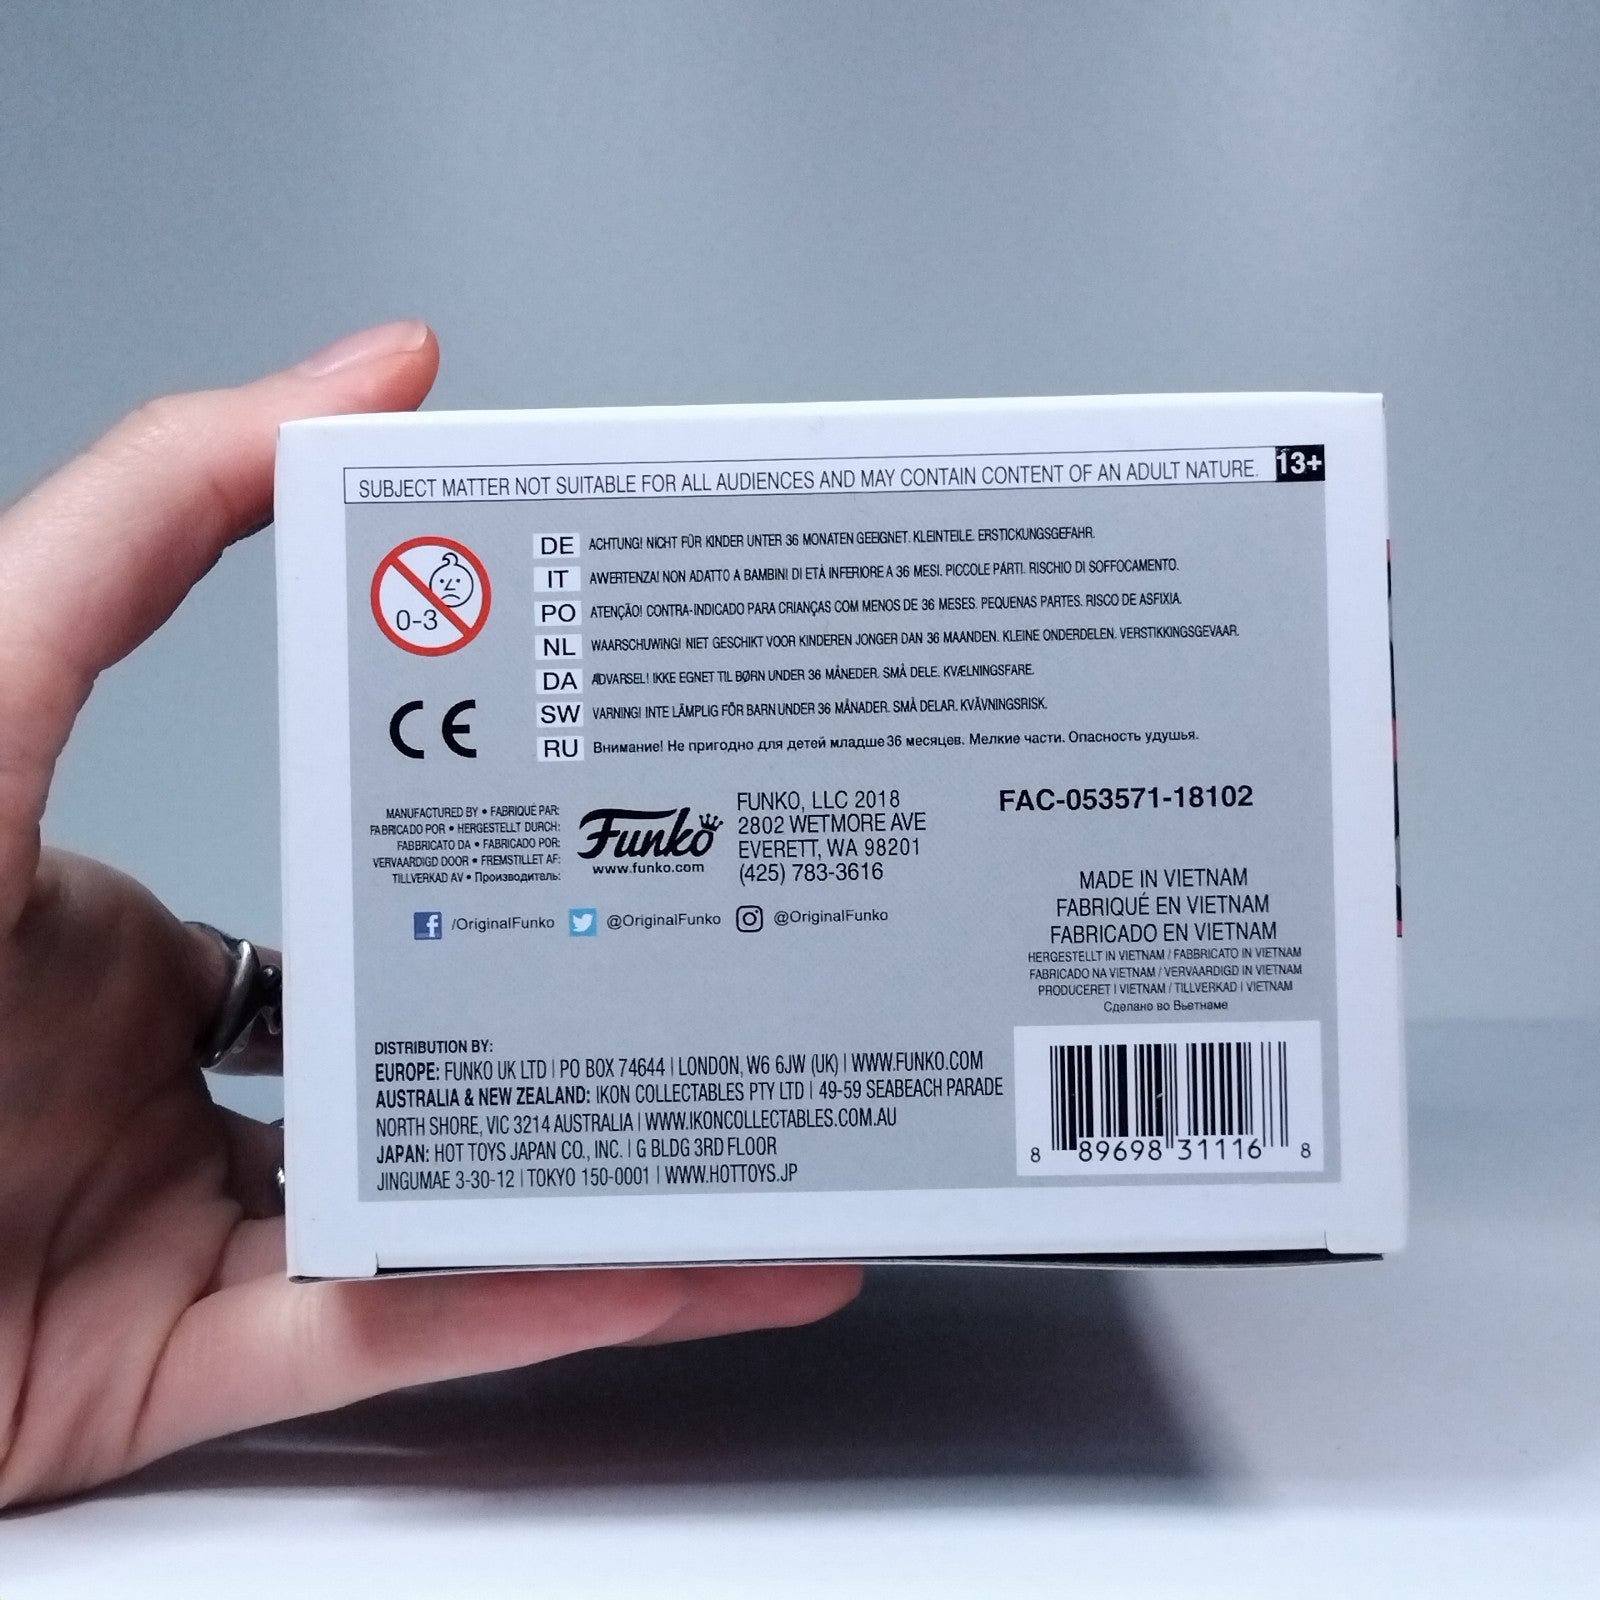 SUBJECT MATTER NOT SUITABLE FOR ALL AUDIENCES AND MAY CONTAIN CONTENT OF AN ADULT NATURE. 13+
0-3
DE ACHTUNG! NICHT FÜR KINDER UNTER 36 MONATEN GEEIGNET. KLEINTEILE. ERSTICKUNGSGEFAHR.
IT AWERTENZA! NON ADATTO A BAMBINI DI ETÀ INFERIORE A 36 MESI. PICCOLE PARTI. RISCHIO DI SOFFOCAMENTO.
PO ATENÇÃO! CONTRA-INDICADO PARA CRIANÇAS COM MENOS DE 36 MESES. PEQUENAS PARTES. RISCO DE ASFIXIA.
NL WAARSCHUWING! NIET GESCHIKT VOOR KINDEREN JONGER DAN 36 MAANDEN. KLEINE ONDERDELEN. VERSTIKKINGSGEVAAR.
DA ADVARSEL! IKKE EGNET TIL BØRN UNDER 36 MÅNEDER. SMÅ DELE. KVÆLNINGSFARE.
SW VARNING! INTE LÄMPLIG FÖR BARN UNDER 36 MÅNADER. SMÅ DELAR. KVÄVNINGSRISK.
RU Внимание! Не пригодно для детей младше 36 месяцев. Мелкие части. Опасность удушья.
CE
MANUFACTURED BY • FABRIQUÉ PAR:
FABRICADO POR • HERGESTELLT DURCH:
FABBRICATO DA • FABRICADO POR:
VERVAARDIGD DOOR • FREMSTILLET AF:
TILLVERKAD AV • Производитель:
Funko
www.funko.com
FUNKO, LLC 2018
2802 WETMORE AVE
EVERETT, WA 98201
(425) 783-3616
FAC-053571-18102
/OriginalFunko @OriginalFunko @OriginalFunko
MADE IN VIETNAM
FABRIQUÉ EN VIETNAM
FABRICADO EN VIETNAM
HERGESTELLT IN VIETNAM / FABBRICATO IN VIETNAM
FABRICADO NA VIETNAM / VERVAARDIGD IN VIETNAM
PRODUCERET I VIETNAM / TILLVERKAD I VIETNAM
Сделано во Вьетнаме
DISTRIBUTION BY:
EUROPE: FUNKO UK LTD | PO BOX 74644 | LONDON, W6 6JW (UK) | WWW.FUNKO.COM
AUSTRALIA & NEW ZEALAND: IKON COLLECTABLES PTY LTD | 49-59 SEABEACH PARADE
NORTH SHORE, VIC 3214 AUSTRALIA | WWW.IKONCOLLECTABLES.COM.AU
JAPAN: HOT TOYS JAPAN CO., INC. | G BLDG 3RD FLOOR
JINGUMAE 3-30-12 | TOKYO 150-0001 | WWW.HOTTOYS.JP
8 89698 31116 8